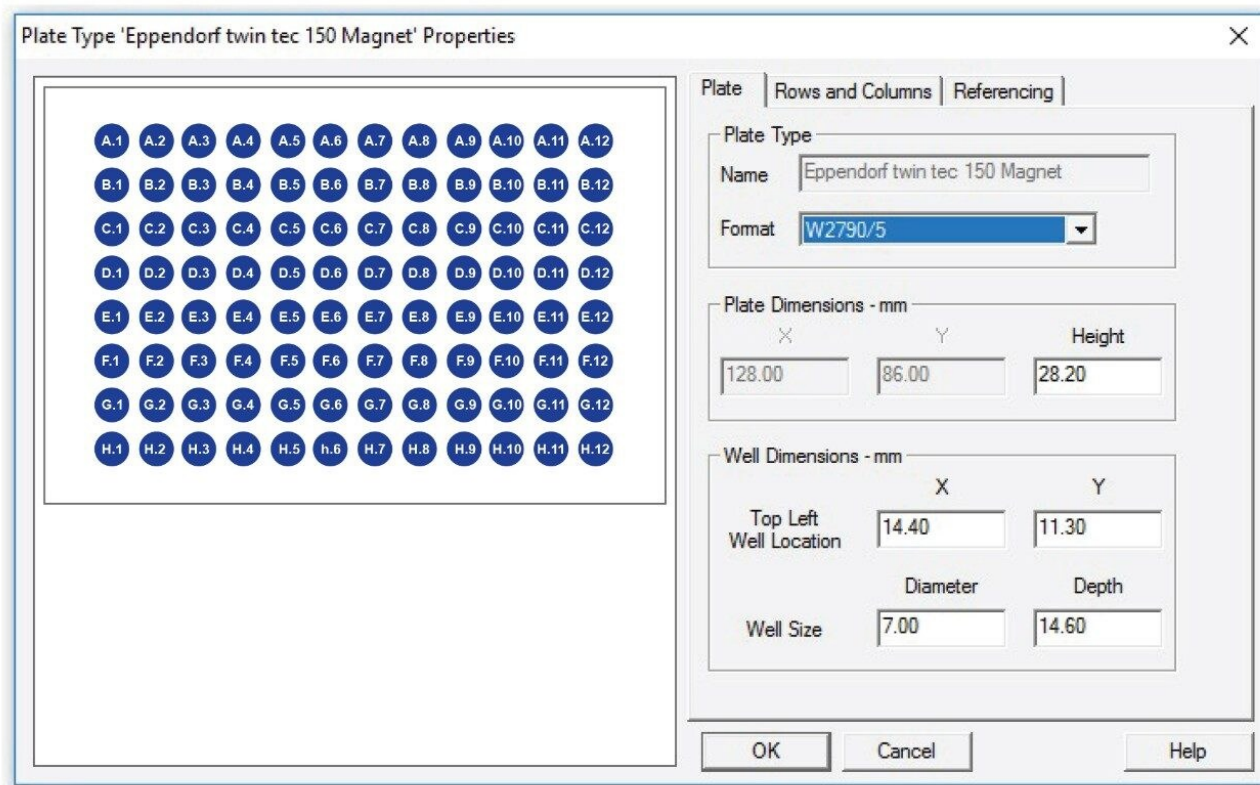 Plate Type 'Eppendorf twin tec 150 Magnet' Properties
A.1 A.2 A.3 A.4 A.5 A.6 A.7 A.8 A.9 A.10 A.11 A.12
B.1 B.2 B.3 B.4 B.5 B.6 B.7 B.8 B.9 B.10 B.11 B.12
C.1 C.2 C.3 C.4 C.5 C.6 C.7 C.8 C.9 C.10 C.11 C.12
D.1 D.2 D.3 D.4 D.5 D.6 D.7 D.8 D.9 D.10 D.11 D.12
E.1 E.2 E.3 E.4 E.5 E.6 E.7 E.8 E.9 E.10 E.11 E.12
F.1 F.2 F.3 F.4 F.5 F.6 F.7 F.8 F.9 F.10 F.11 F.12
G.1 G.2 G.3 G.4 G.5 G.6 G.7 G.8 G.9 G.10 G.11 G.12
H.1 H.2 H.3 H.4 H.5 h.6 H.7 H.8 H.9 H.10 H.11 H.12
Plate Rows and Columns Referencing
Plate Type
Name Eppendorf twin tec 150 Magnet
Format W2790/5
Plate Dimensions - mm
X Y Height
128.00 86.00 28.20
Well Dimensions - mm
X Y
Top Left
Well Location 14.40 11.30
Diameter Depth
Well Size 7.00 14.60
OK Cancel Help